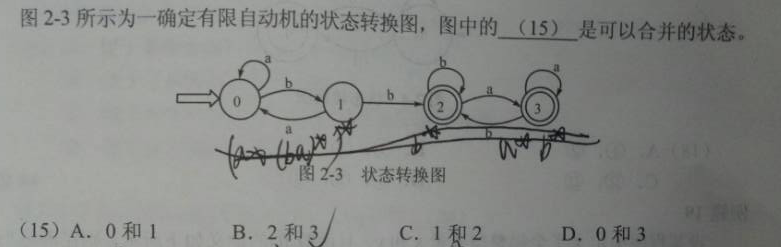 图 2-3 所示为一确定有限自动机的状态转换图，图中的 （15） 是可以合并的状态。
a b a
b b a
0 1 2 3
a b
(a* (ba)*)* b* a* b*
图 2-3 状态转换图
（15）A．0 和 1 B．2 和 3 C．1 和 2 D．0 和 3